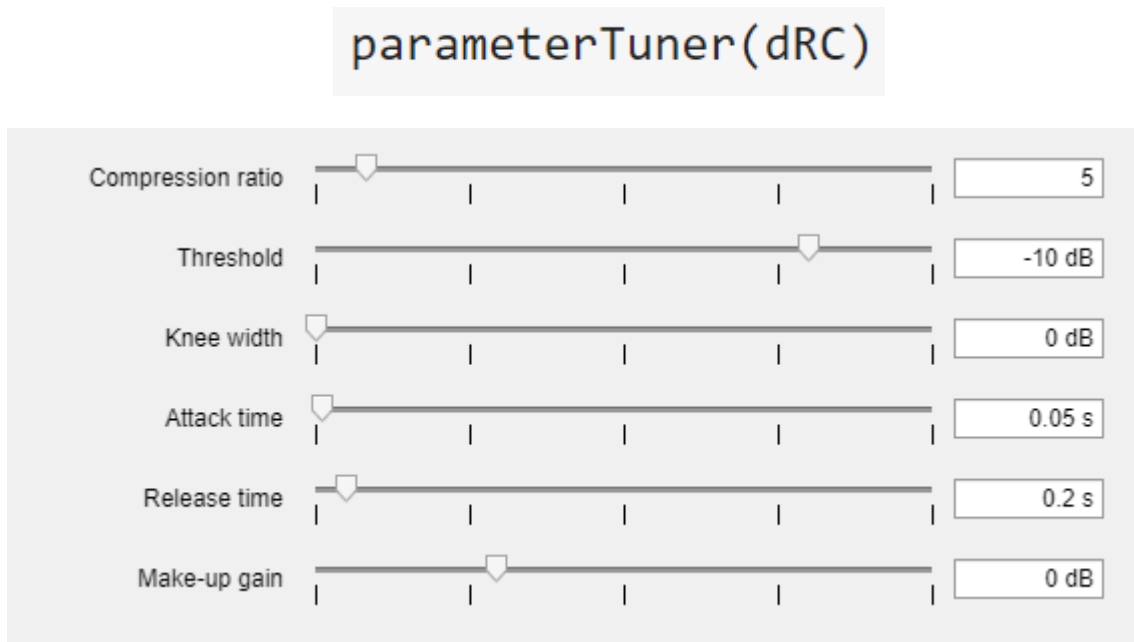 parameterTuner(dRC)
Compression ratio 5
Threshold -10 dB
Knee width 0 dB
Attack time 0.05 s
Release time 0.2 s
Make-up gain 0 dB